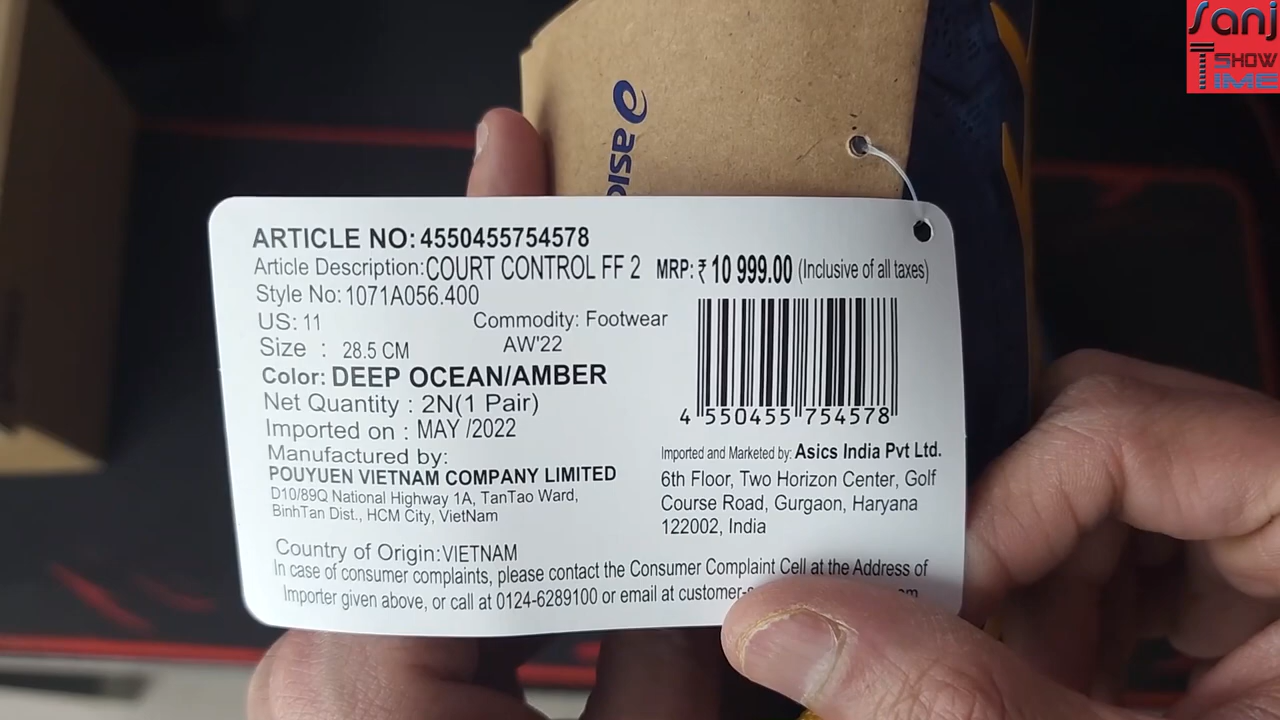 Sanj
T SHOW
TIME
asic
ARTICLE NO: 4550455754578
Article Description: COURT CONTROL FF 2 MRP: ₹ 10 999.00 (Inclusive of all taxes)
Style No: 1071A056.400
US: 11 Commodity: Footwear
Size : 28.5 CM AW'22
Color: DEEP OCEAN/AMBER
Net Quantity : 2N(1 Pair)
Imported on : MAY /2022
4 550455 754578
Manufactured by:
POUYUEN VIETNAM COMPANY LIMITED
D10/89Q National Highway 1A, TanTao Ward,
BinhTan Dist., HCM City, VietNam
Imported and Marketed by: Asics India Pvt Ltd.
6th Floor, Two Horizon Center, Golf
Course Road, Gurgaon, Haryana
122002, India
Country of Origin: VIETNAM
In case of consumer complaints, please contact the Consumer Complaint Cell at the Address of
Importer given above, or call at 0124-6289100 or email at customer-